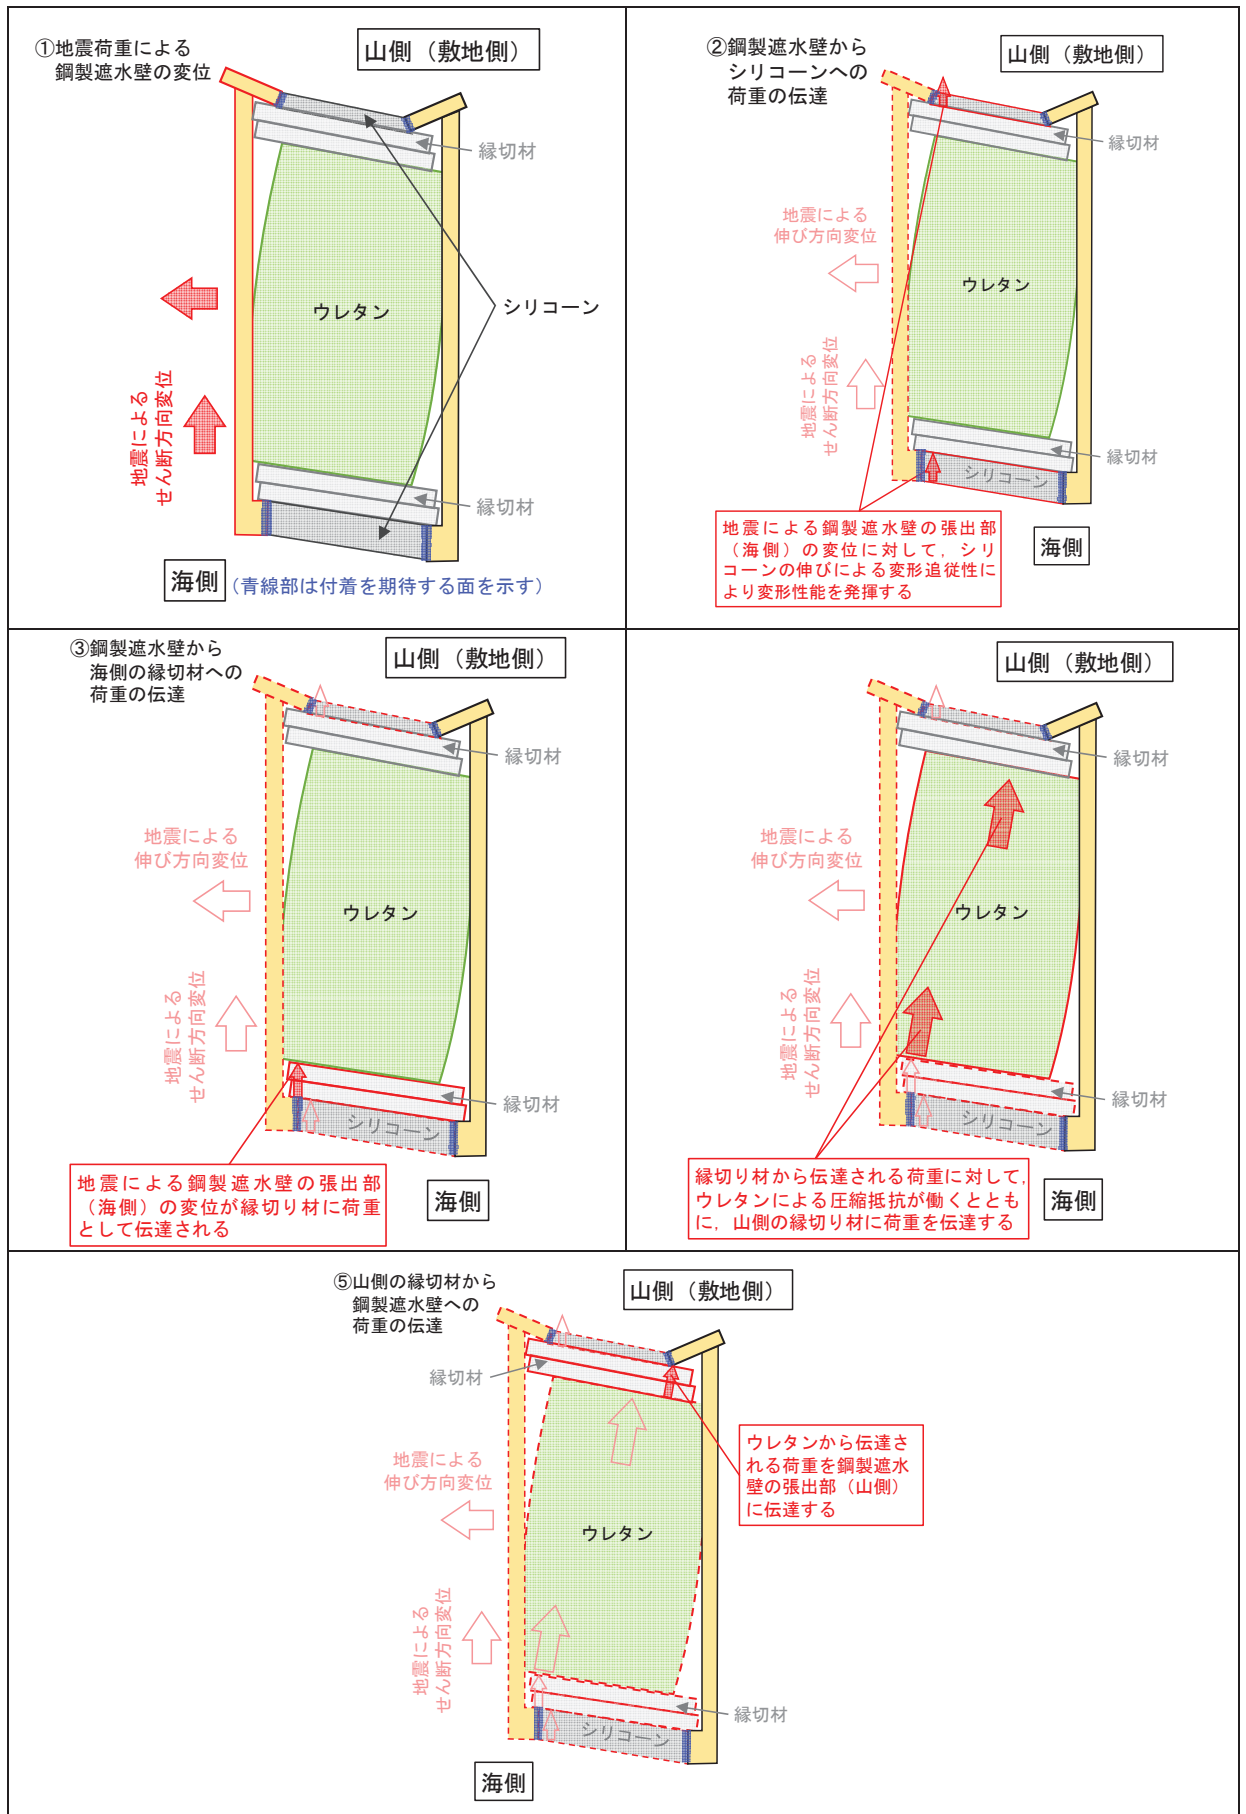 ①地震荷重による
鋼製遮水壁の変位
山側（敷地側）
縁切材
ウレタン
シリコーン
地震による
せん断方向変位
縁切材
海側
（青線部は付着を期待する面を示す）
②鋼製遮水壁から
シリコーンへの
荷重の伝達
山側（敷地側）
縁切材
地震による
伸び方向変位
ウレタン
地震による
せん断方向変位
縁切材
シリコーン
地震による鋼製遮水壁の張出部
（海側）の変位に対して，シリ
コーンの伸びによる変形追従性に
より変形性能を発揮する
海側
③鋼製遮水壁から
海側の縁切材への
荷重の伝達
山側（敷地側）
縁切材
地震による
伸び方向変位
ウレタン
地震による
せん断方向変位
縁切材
シリコーン
地震による鋼製遮水壁の張出部
（海側）の変位が縁切り材に荷重
として伝達される
海側
山側（敷地側）
縁切材
地震による
伸び方向変位
ウレタン
地震による
せん断方向変位
縁切材
シリコーン
縁切り材から伝達される荷重に対して，
ウレタンによる圧縮抵抗が働くととも
に，山側の縁切り材に荷重を伝達する
海側
⑤山側の縁切材から
鋼製遮水壁への
荷重の伝達
山側（敷地側）
縁切材
ウレタンから伝達さ
れる荷重を鋼製遮水
壁の張出部（山側）
に伝達する
地震による
伸び方向変位
ウレタン
地震による
せん断方向変位
縁切材
シリコーン
海側